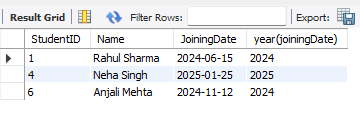 Result Grid Filter Rows: Export:
StudentID Name JoiningDate year(joiningDate)
1 Rahul Sharma 2024-06-15 2024
4 Neha Singh 2025-01-25 2025
6 Anjali Mehta 2024-11-12 2024